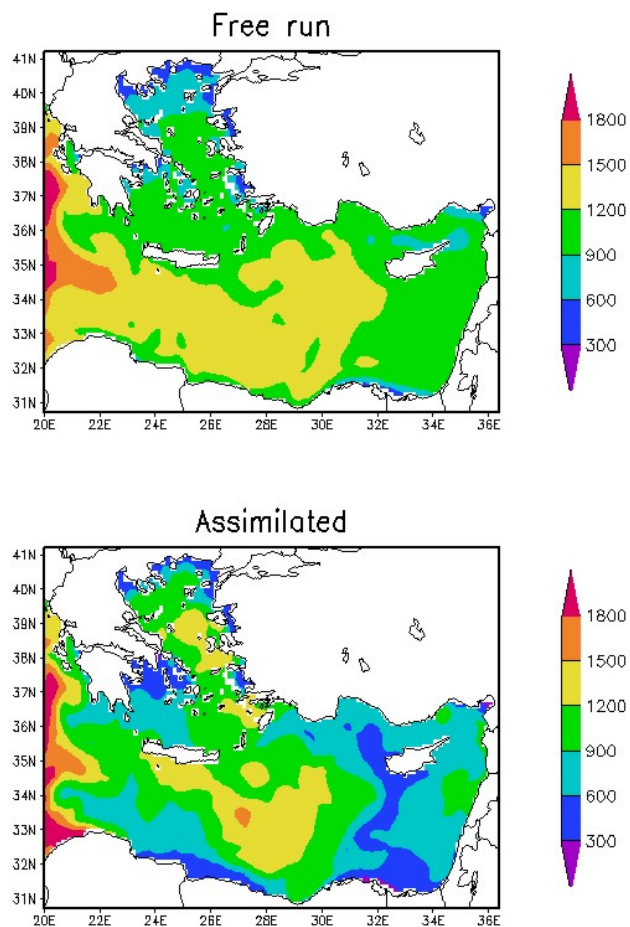 Free run
41N
40N
39N
38N
37N
36N
35N
34N
33N
32N
31N
20E 22E 24E 26E 28E 30E 32E 34E 36E
1800
1500
1200
900
600
300
Assimilated
41N
40N
39N
38N
37N
36N
35N
34N
33N
32N
31N
20E 22E 24E 26E 28E 30E 32E 34E 36E
1800
1500
1200
900
600
300